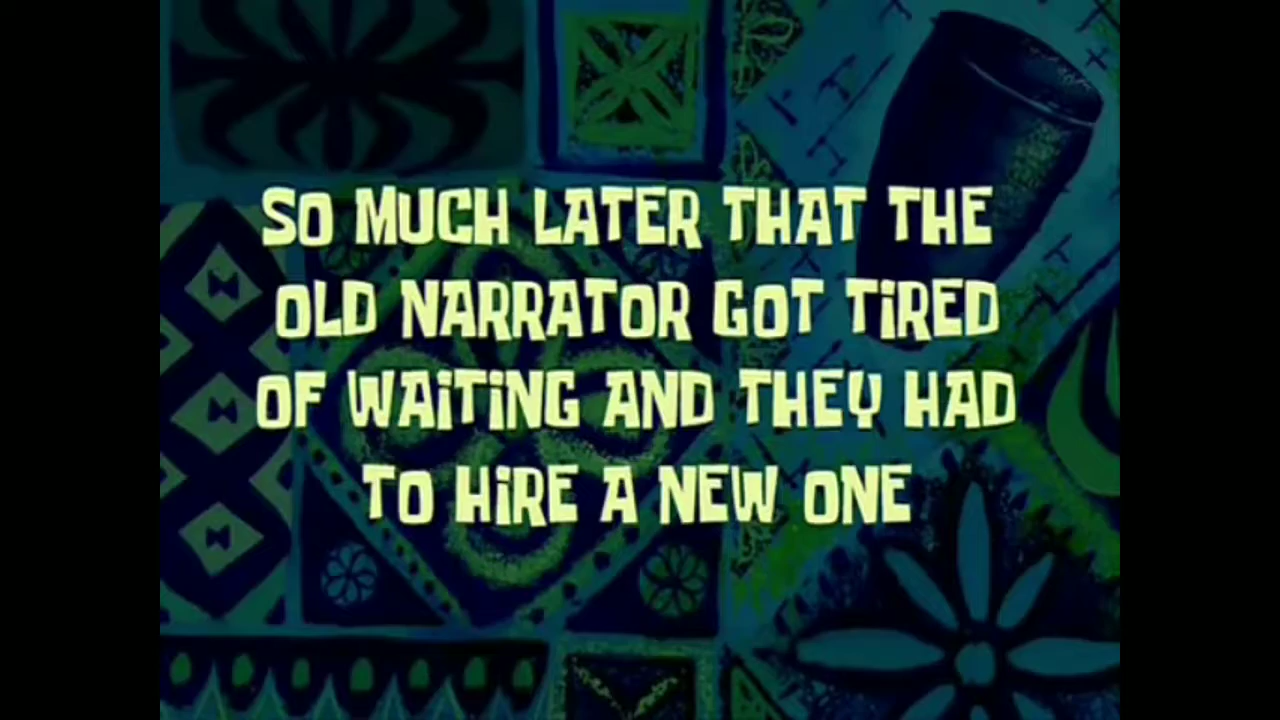 SO MUCH LATER THAT THE
OLD NARRATOR GOT TiRED
OF WAiTiNG AND THEY HAD
TO HiRE A NEW ONE